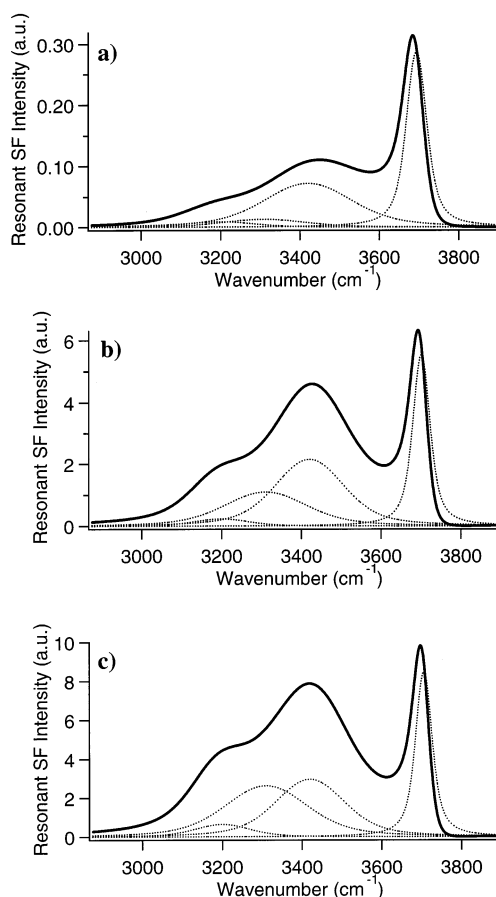 a)
Resonant SF Intensity (a.u.)
0.30
0.20
0.10
0.00
3000 3200 3400 3600 3800
Wavenumber (cm⁻¹)
b)
Resonant SF Intensity (a.u.)
6
4
2
0
3000 3200 3400 3600 3800
Wavenumber (cm⁻¹)
c)
Resonant SF Intensity (a.u.)
10
8
6
4
2
0
3000 3200 3400 3600 3800
Wavenumber (cm⁻¹)